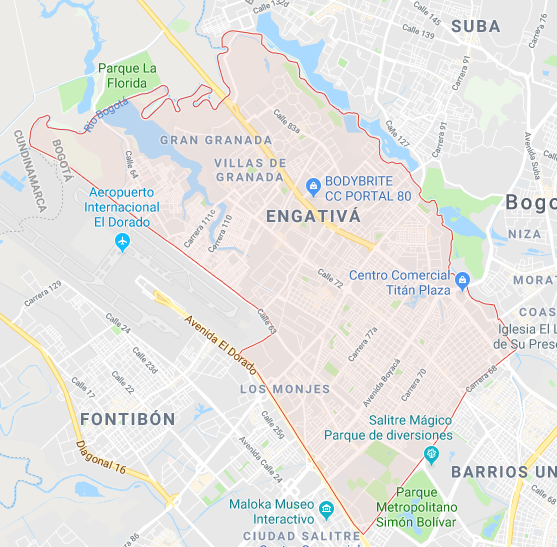 Calle 132d
Calle 145
Calle 139
SUBA
Carrera 76
Parque La
Florida
Río Bogotá
Calle 83a
Calle 127
Carrera 91
Carrera 91
Avenida Suba
CUNDINAMARCA
BOGOTÁ
GRAN GRANADA
Calle 64
VILLAS DE
GRANADA
BODYBRITE
CC PORTAL 80
Aeropuerto
Internacional
El Dorado
Carrera 111c
Carrera 110
ENGATIVÁ
Bogo
NIZA
Calle 72
Centro Comercial
Titán Plaza
MORAT
Carrera 129
Calle 24
Calle 63
COAS
Iglesia El L
de Su Prese
Avenida El Dorado
Carrera 77a
Calle 23d
Calle 22
Calle 17
LOS MONJES
Avenida Boyacá
Carrera 70
Carrera 68
FONTIBÓN
Calle 25g
Salitre Mágico
Parque de diversiones
Diagonal 16
Avenida Calle 24
BARRIOS UN
Maloka Museo
Interactivo
Parque
Metropolitano
Simón Bolívar
Calle 68
CIUDAD SALITRE
Carrera 86